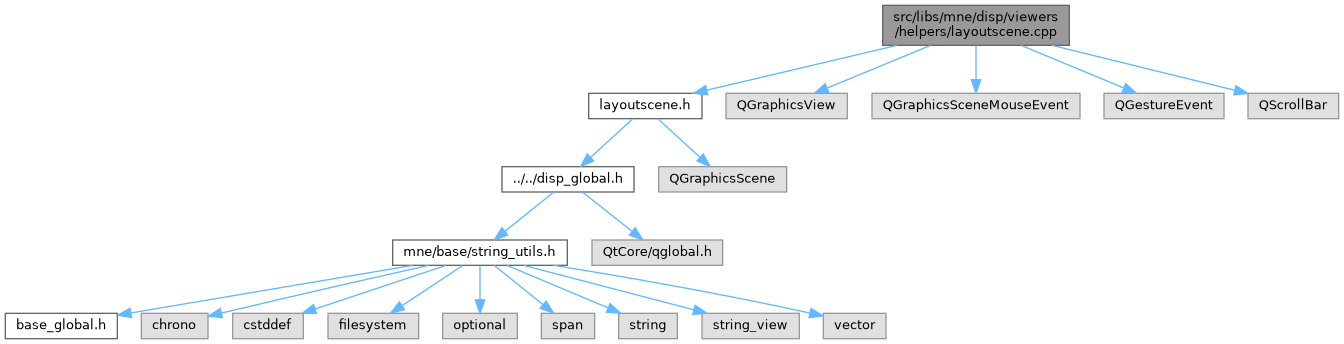 src/libs/mne/disp/viewers
/helpers/layoutscene.cpp
layoutscene.h
QGraphicsView
QGraphicsSceneMouseEvent
QGestureEvent
QScrollBar
../../disp_global.h
QGraphicsScene
mne/base/string_utils.h
QtCore/qglobal.h
base_global.h
chrono
cstddef
filesystem
optional
span
string
string_view
vector